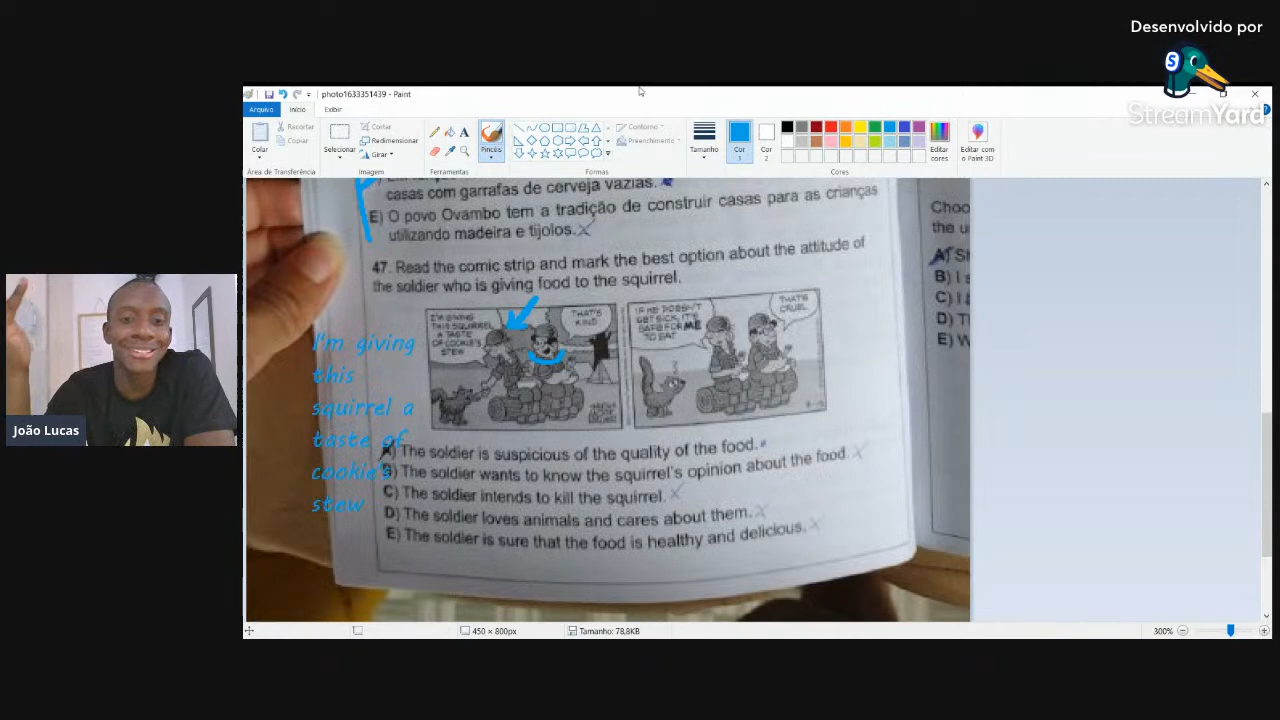 Desenvolvido por
S
StreamYard
photo1633351439 - Paint
Arquivo
Início
Exibir
Colar
Recortar
Copiar
Área de Transferência
Selecionar
Cortar
Redimensionar
Girar
Imagem
A
Ferramentas
Pincéis
Contorno
Preenchimento
Formas
Tamanho
Cor
1
Cor
2
Editar
cores
Editar com
o Paint 3D
Cores
casas com garrafas de cerveja vazias.
E) O povo Ovambo tem a tradição de construir casas para as crianças
utilizando madeira e tijolos.
47. Read the comic strip and mark the best option about the attitude of
the soldier who is giving food to the squirrel.
I'M GIVING
THIS SQUIRREL
A TASTE
OF COOKIE'S
STEW
THAT'S
KIND
IF HE DOESN'T
GET SICK, IT'S
SAFE FOR ME
TO EAT
THAT'S
CRUEL
I'm giving
this
squirrel a
taste of
cookie's
stew
A) The soldier is suspicious of the quality of the food.
B) The soldier wants to know the squirrel's opinion about the food.
C) The soldier intends to kill the squirrel.
D) The soldier loves animals and cares about them.
E) The soldier is sure that the food is healthy and delicious.
Choo
the u
A) S
B) I
C) I
D) T
E) W
João Lucas
450 × 800px
Tamanho: 78,8KB
300%